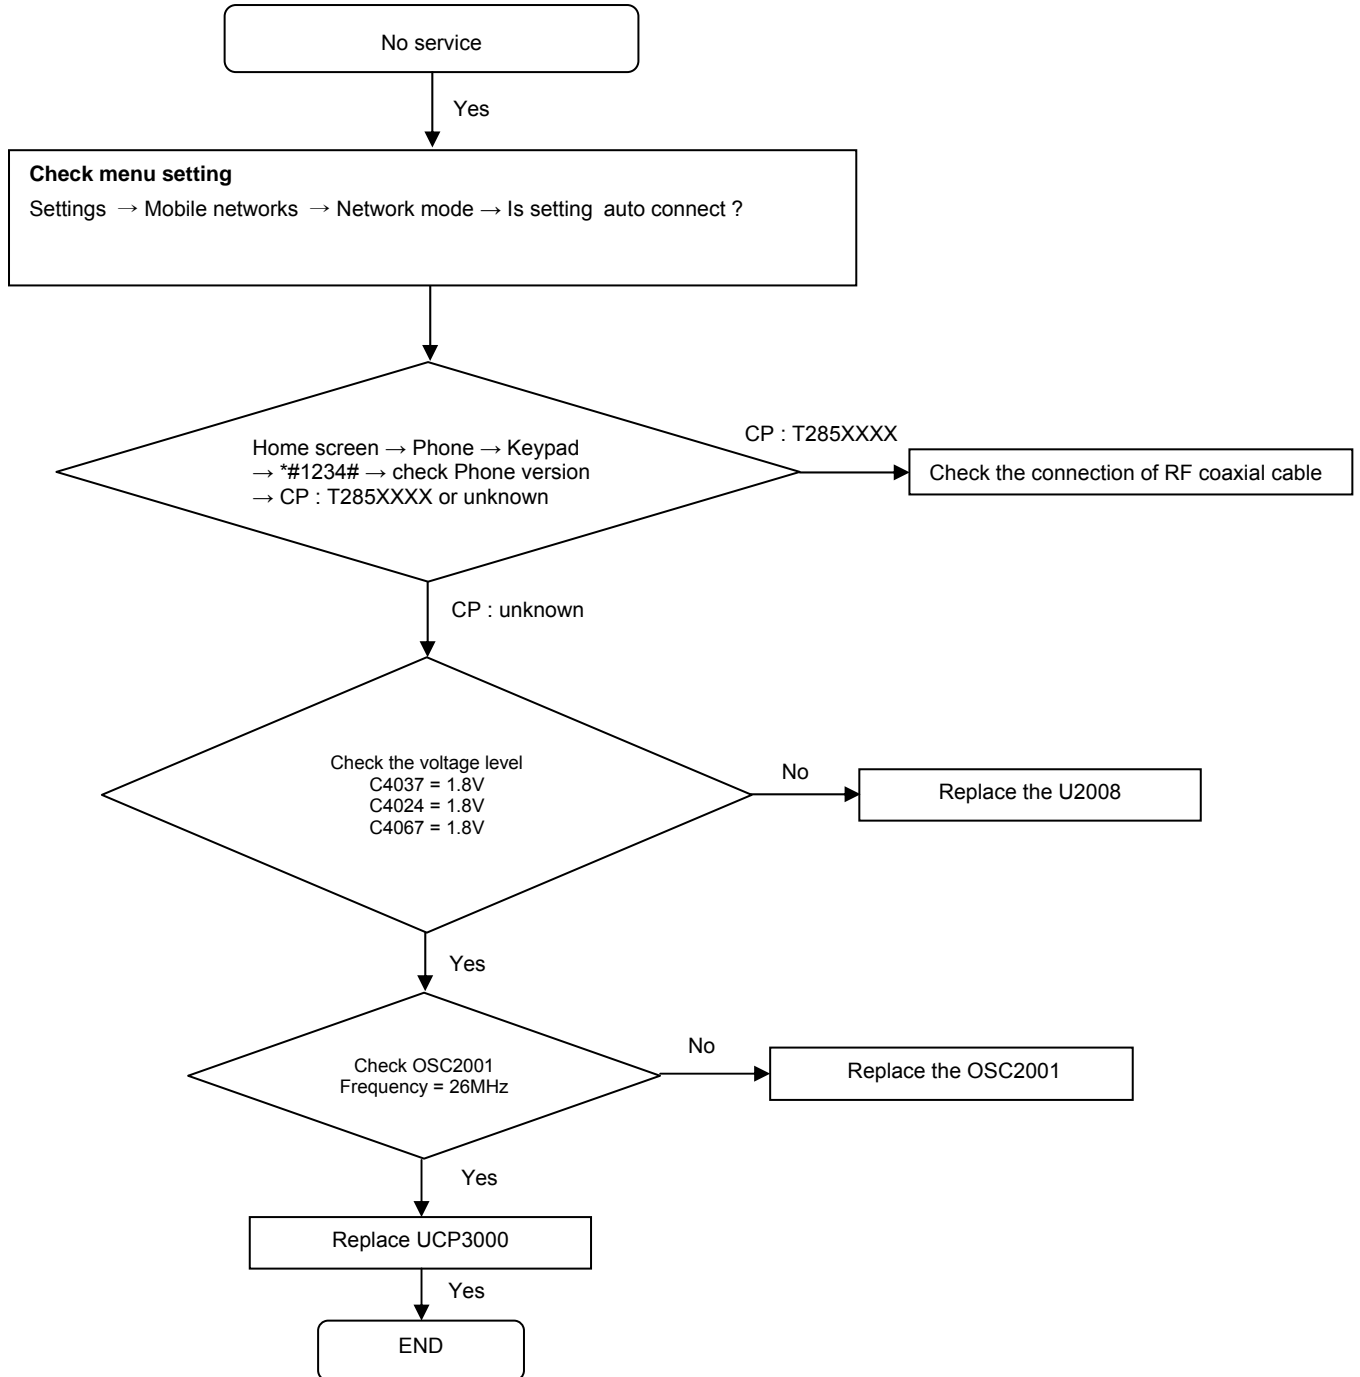 No service
Yes
Check menu setting
Settings → Mobile networks → Network mode → Is setting auto connect ?
Home screen → Phone → Keypad
→ *#1234# → check Phone version
→ CP : T285XXXX or unknown
CP : T285XXXX
Check the connection of RF coaxial cable
CP : unknown
Check the voltage level
C4037 = 1.8V
C4024 = 1.8V
C4067 = 1.8V
No
Replace the U2008
Yes
Check OSC2001
Frequency = 26MHz
No
Replace the OSC2001
Yes
Replace UCP3000
Yes
END